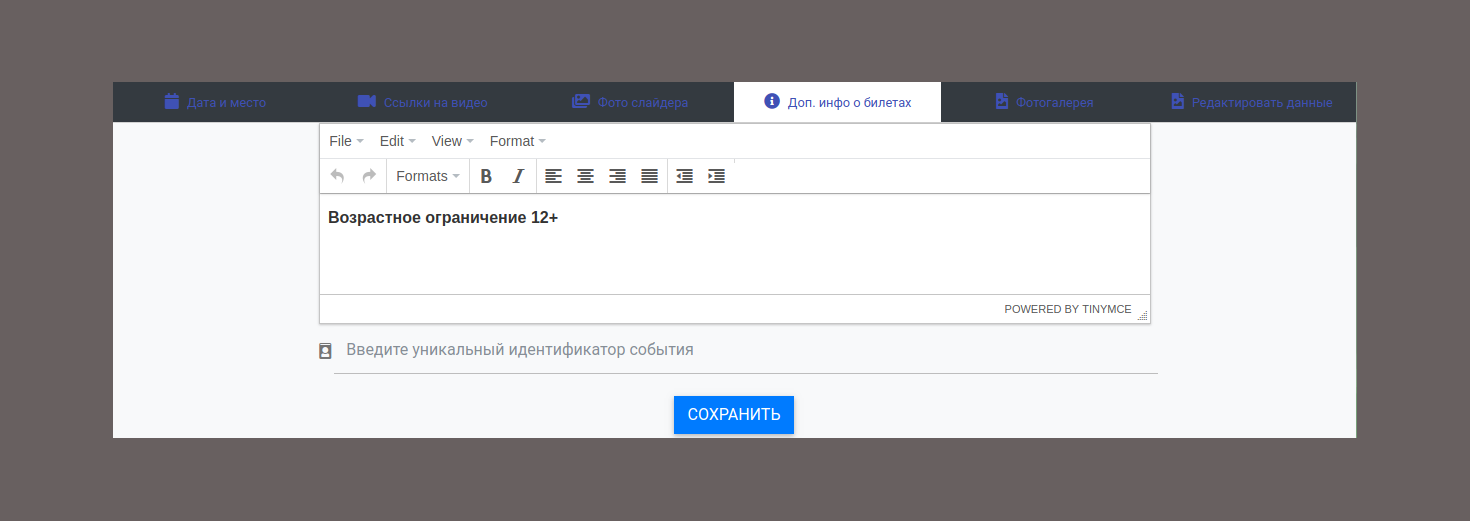 Дата и место
Ссылки на видео
Фото слайдера
Доп. инфо о билетах
Фотогалерея
Редактировать данные
File Edit View Format
Formats B I
Возрастное ограничение 12+
POWERED BY TINYMCE
Введите уникальный идентификатор события
СОХРАНИТЬ